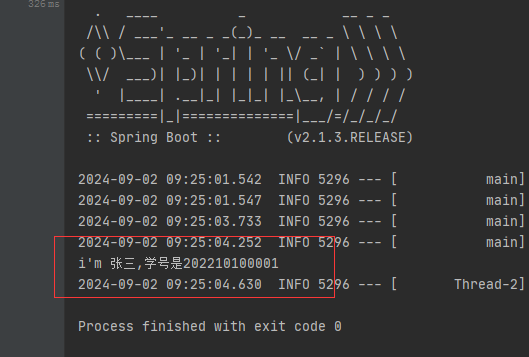 326 ms
  .   ____          _            __ _ _
 /\\ / ___'_ __ _ _(_)_ __  __ _ \ \ \ \
( ( )\___ | '_ | '_| | '_ \/ _` | \ \ \ \
 \\/  ___)| |_)| | | | | || (_| |  ) ) ) )
  '  |____| .__|_| |_|_| |_\__, | / / / /
 =========|_|==============|___/=/_/_/_/
 :: Spring Boot ::        (v2.1.3.RELEASE)
2024-09-02 09:25:01.542  INFO 5296 --- [           main]
2024-09-02 09:25:01.547  INFO 5296 --- [           main]
2024-09-02 09:25:03.733  INFO 5296 --- [           main]
2024-09-02 09:25:04.252  INFO 5296 --- [           main]
i'm 张三,学号是202210100001
2024-09-02 09:25:04.630  INFO 5296 --- [       Thread-2]
Process finished with exit code 0